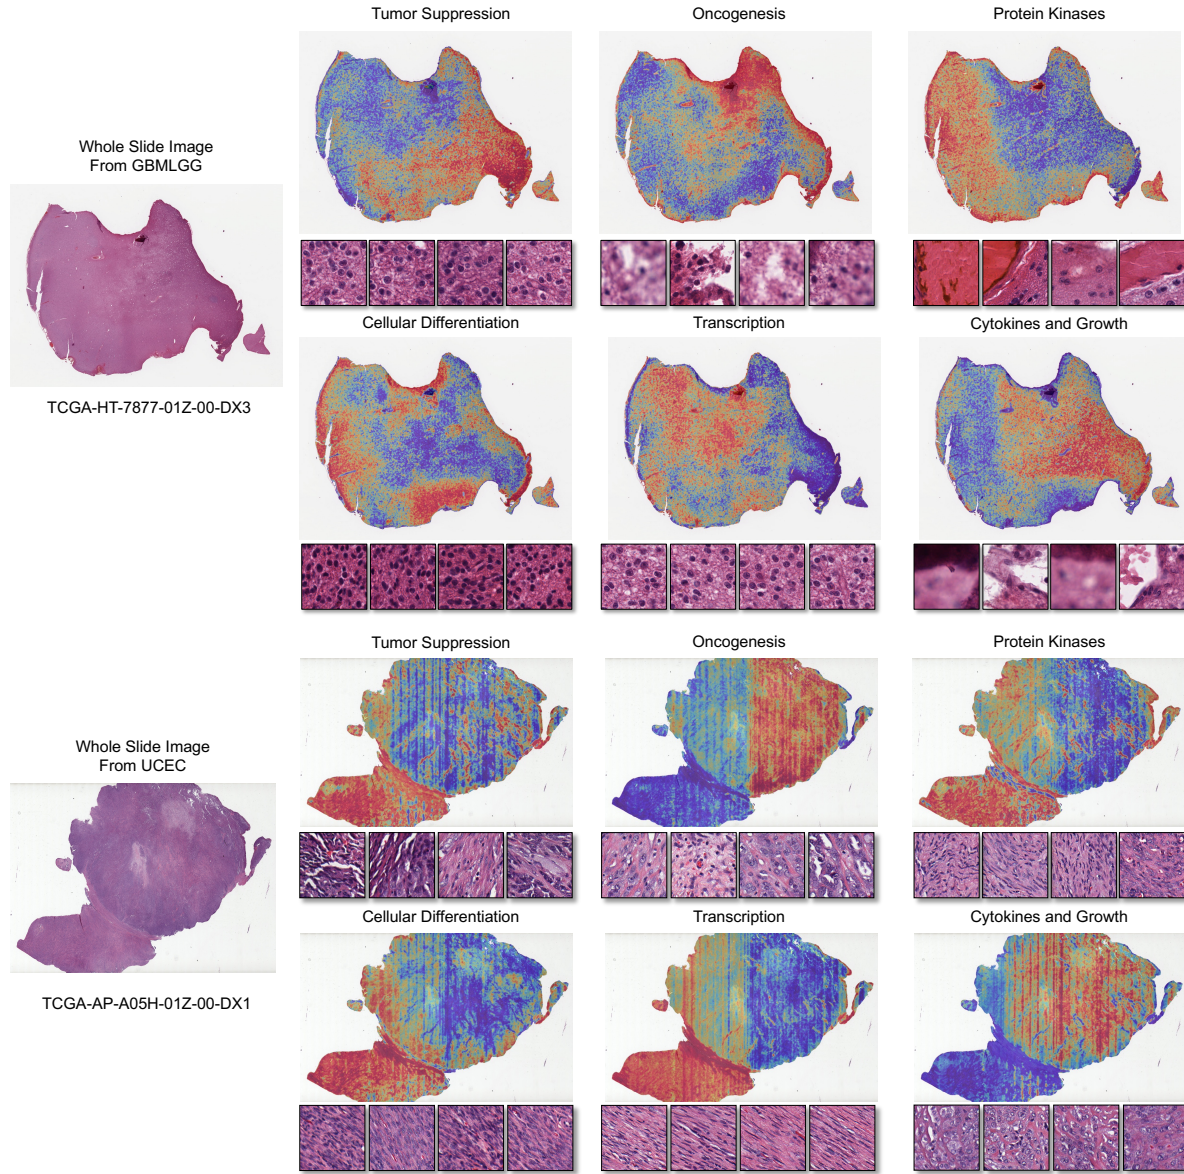 Tumor Suppression
Oncogenesis
Protein Kinases
Whole Slide Image
From GBMLGG
TCGA-HT-7877-01Z-00-DX3
Cellular Differentiation
Transcription
Cytokines and Growth
Tumor Suppression
Oncogenesis
Protein Kinases
Whole Slide Image
From UCEC
TCGA-AP-A05H-01Z-00-DX1
Cellular Differentiation
Transcription
Cytokines and Growth